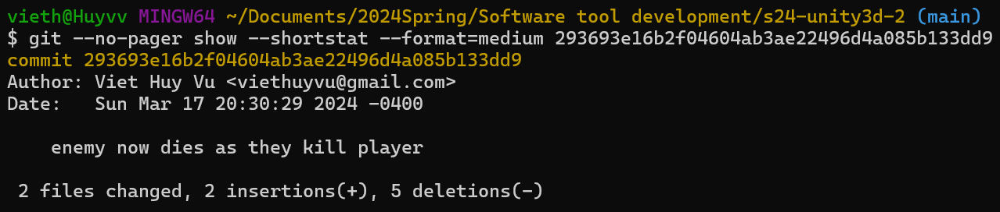 vieth@Huyvv MINGW64 ~/Documents/2024Spring/Software tool development/s24-unity3d-2 (main)
$ git --no-pager show --shortstat --format=medium 293693e16b2f04604ab3ae22496d4a085b133dd9
commit 293693e16b2f04604ab3ae22496d4a085b133dd9
Author: Viet Huy Vu <viethuyvu@gmail.com>
Date:   Sun Mar 17 20:30:29 2024 -0400
    enemy now dies as they kill player
 2 files changed, 2 insertions(+), 5 deletions(-)